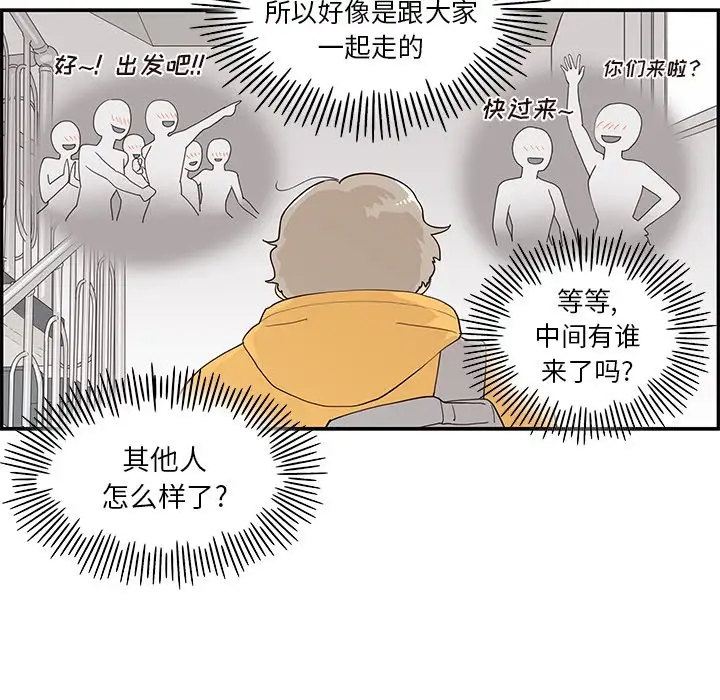 所以好像是跟大家
一起走的
好~! 出发吧!!
你们来啦?
快过来~
等等,
中间有谁
来了吗?
其他人
怎么样了?